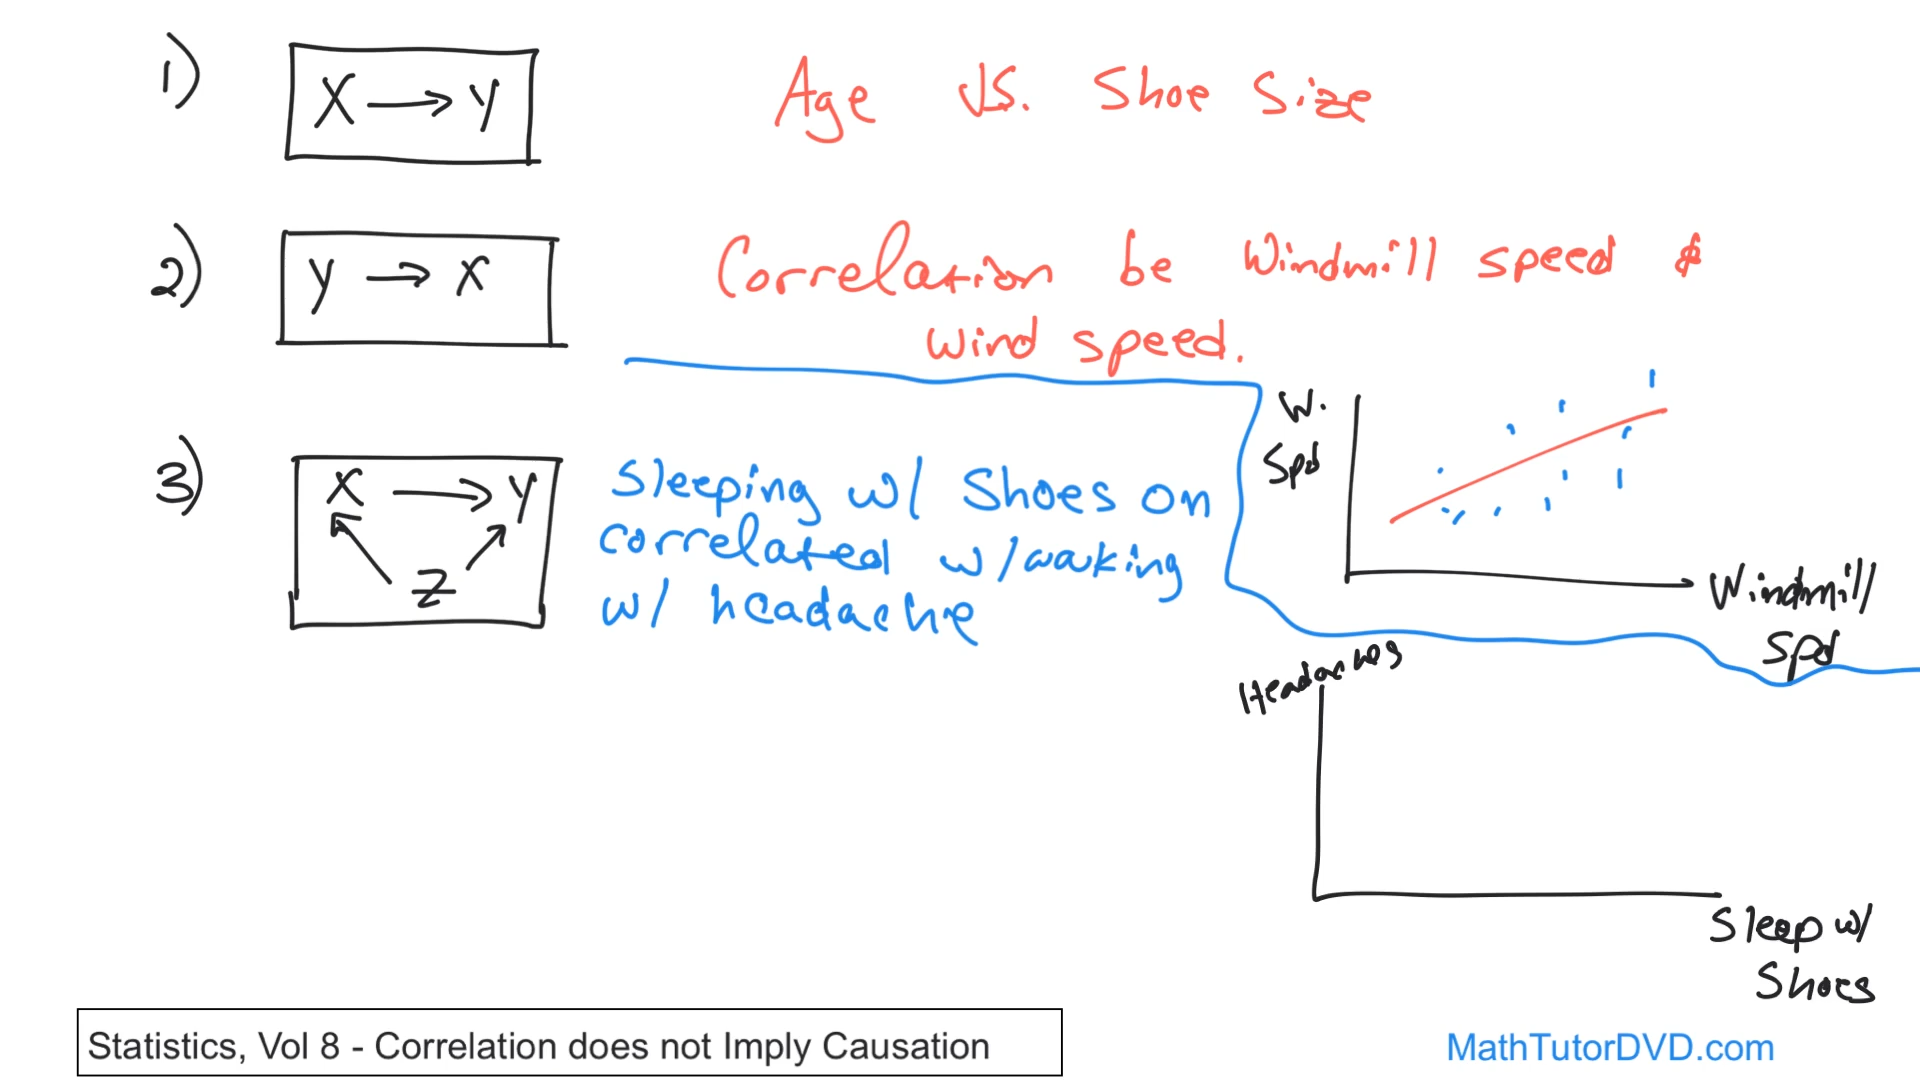 1) X → Y Age VS. Shoe Size
2) Y → X Correlation be Windmill speed &
wind speed.
W.
Spd
Windmill
Spd
3) X → Y
Z
Sleeping w/ Shoes on
correlated w/waking
w/ headache
Headaches
Sleep w/
Shoes
Statistics, Vol 8 - Correlation does not Imply Causation
MathTutorDVD.com